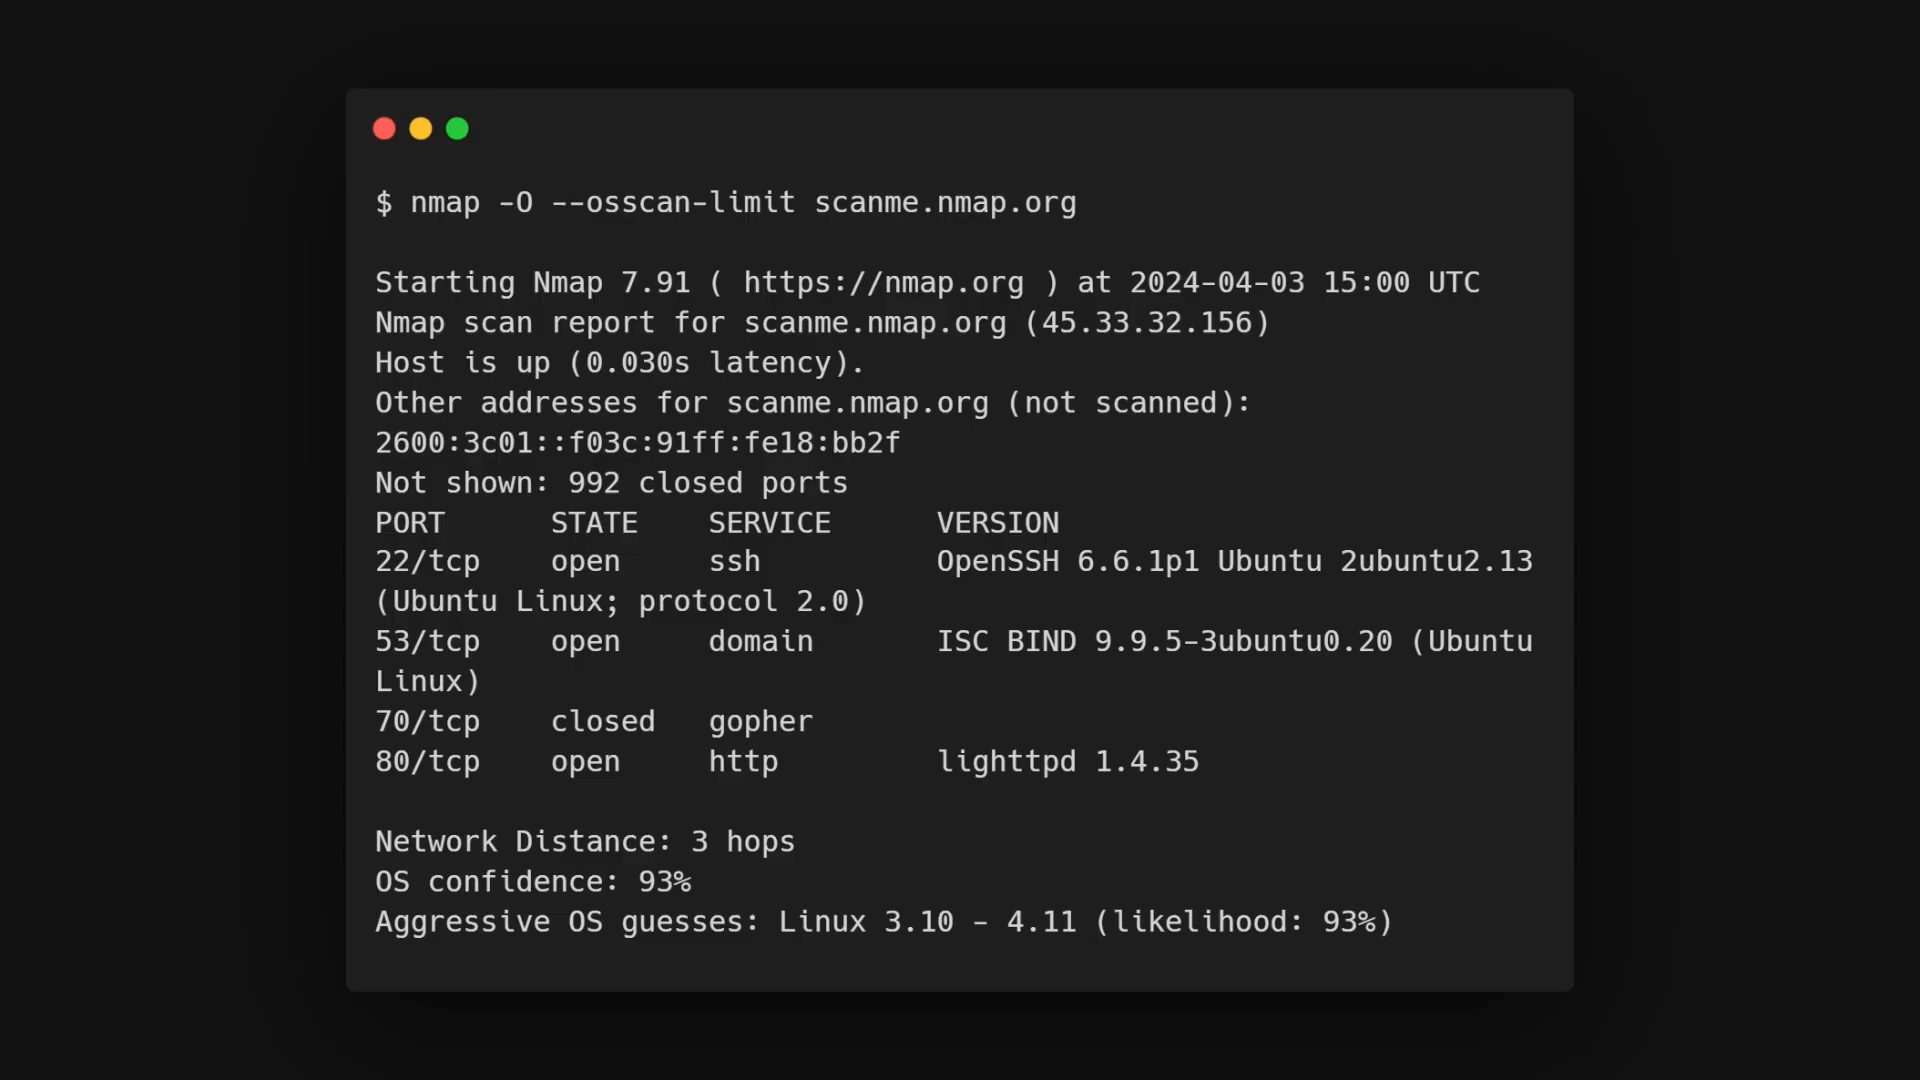 $ nmap -O --osscan-limit scanme.nmap.org
Starting Nmap 7.91 ( https://nmap.org ) at 2024-04-03 15:00 UTC
Nmap scan report for scanme.nmap.org (45.33.32.156)
Host is up (0.030s latency).
Other addresses for scanme.nmap.org (not scanned):
2600:3c01::f03c:91ff:fe18:bb2f
Not shown: 992 closed ports
PORT      STATE    SERVICE      VERSION
22/tcp    open     ssh          OpenSSH 6.6.1p1 Ubuntu 2ubuntu2.13
(Ubuntu Linux; protocol 2.0)
53/tcp    open     domain       ISC BIND 9.9.5-3ubuntu0.20 (Ubuntu
Linux)
70/tcp    closed   gopher
80/tcp    open     http         lighttpd 1.4.35
Network Distance: 3 hops
OS confidence: 93%
Aggressive OS guesses: Linux 3.10 - 4.11 (likelihood: 93%)